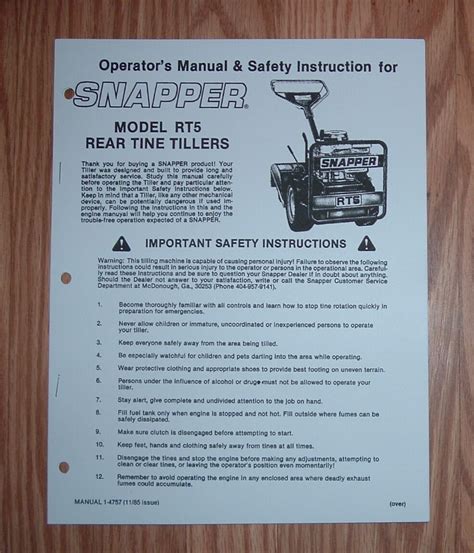 Operator's Manual & Safety Instruction for
SNAPPER®
MODEL RT5
REAR TINE TILLERS
SNAPPER
RT5
Thank you for buying a SNAPPER product! Your
Tiller was designed and built to provide long and
satisfactory service. Study this manual carefully
before operating the Tiller and pay particular atten-
tion to the Important Safety Instructions below.
Keep in mind that a Tiller, like any other mechanical
device, can be potentially dangerous if used im-
properly. Following the instructions in this and the
engine manuyal will help you continue to enjoy the
trouble-free operation expected of a SNAPPER.
IMPORTANT SAFETY INSTRUCTIONS
Warning: This tilling machine is capable of causing personal injury! Failure to observe the following
instructions could result in serious injury to the operator or persons in the operational area. Careful-
ly read these instructions and be sure to question your Snapper Dealer if in doubt about anything.
Should the Dealer not answer to your satisfaction, write or call the Snapper Customer Service
Department at McDonough, Ga., 30253 (Phone 404-957-9141).
1. Become thoroughly familiar with all controls and learn how to stop tine rotation quickly in
preparation for emergencies.
2. Never allow children or immature, uncoordinated or inexperienced persons to operate
your tiller.
3. Keep everyone safely away from the area being tilled.
4. Be especially watchful for children and pets darting into the area while operating.
5. Wear protective clothing and appropriate shoes to provide best footing on uneven terrain.
6. Persons under the influence of alcohol or drugs must not be allowed to operate your
tiller.
7. Stay alert, give complete and undivided attention to the job on hand.
8. Fill fuel tank only when engine is stopped and not hot. Fill outside where fumes can be
safely dissipated.
9. Make sure clutch is disengaged before attempting to start.
10. Keep feet, hands and clothing safely away from tines at all times.
11. Disengage the tines and stop the engine before making any adjustments, attempting to
clean or clear tines, or leaving the operator's position even momentarily!
12. Remember to avoid operating the engine in any enclosed area where deadly exhaust
fumes could accumulate.
MANUAL 1-4757 (11/85 Issue)
(over)